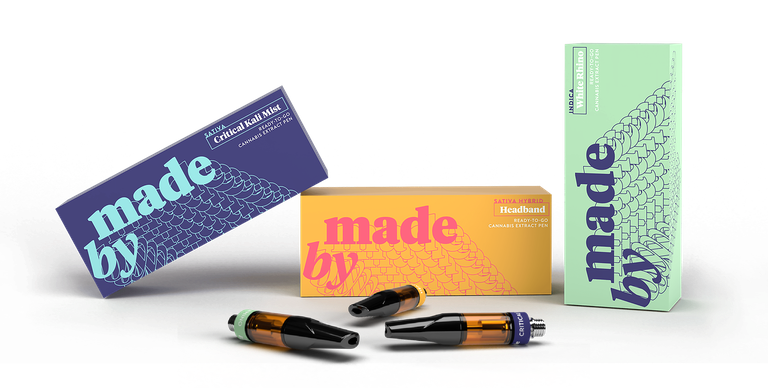 SATIVA
Critical Kali Mist
READY-TO-GO
CANNABIS EXTRACT PEN
made
by
SATIVA HYBRID
Headband
READY-TO-GO
CANNABIS EXTRACT PEN
made
by
INDICA
White Rhino
READY-TO-GO
CANNABIS EXTRACT PEN
made
by